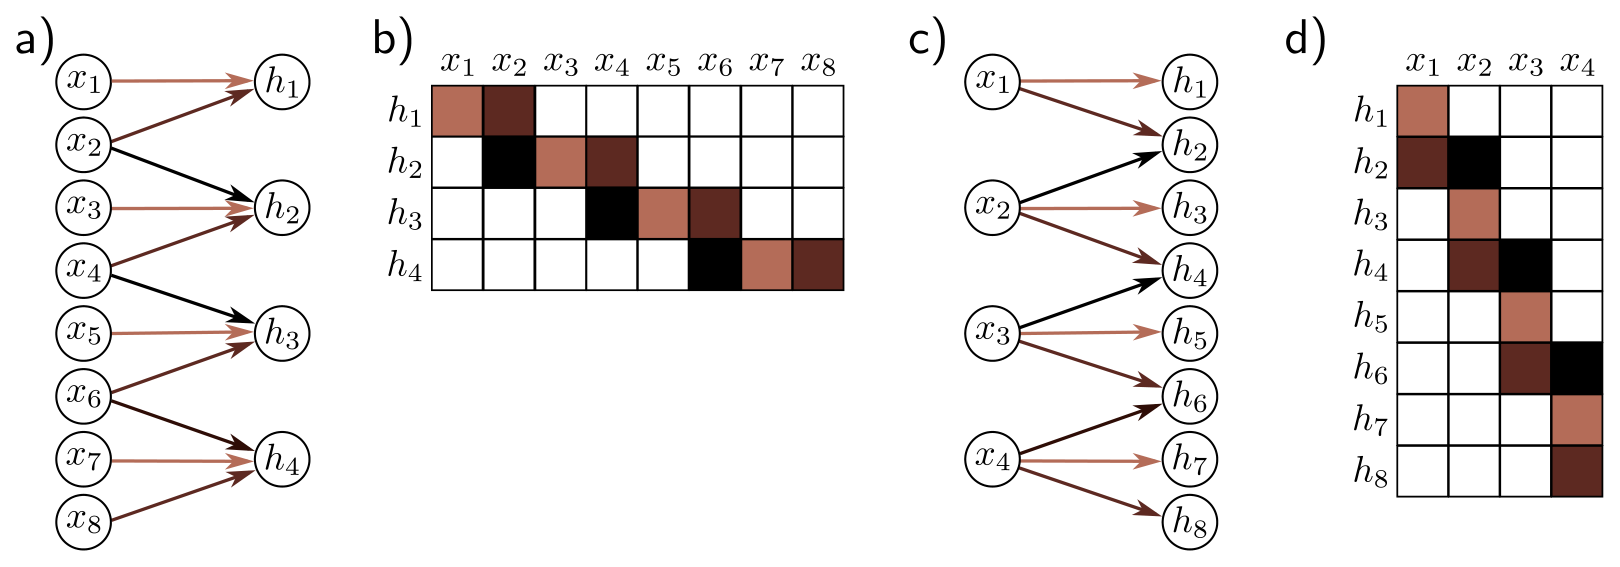 a)
x1 h1
x2
x3 h2
x4
x5 h3
x6
x7 h4
x8
b)
x1 x2 x3 x4 x5 x6 x7 x8
h1
h2
h3
h4
c)
x1 h1
h2
x2 h3
h4
x3 h5
h6
x4 h7
h8
d)
x1 x2 x3 x4
h1
h2
h3
h4
h5
h6
h7
h8